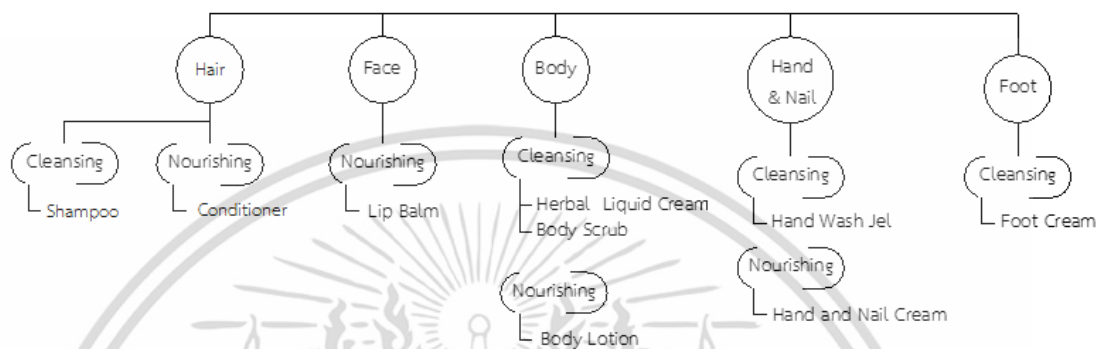 Hair
Face
Body
Hand
& Nail
Foot
Cleansing
Shampoo
Nourishing
Conditioner
Nourishing
Lip Balm
Cleansing
Herbal Liquid Cream
Body Scrub
Nourishing
Body Lotion
Cleansing
Hand Wash Jel
Nourishing
Hand and Nail Cream
Cleansing
Foot Cream